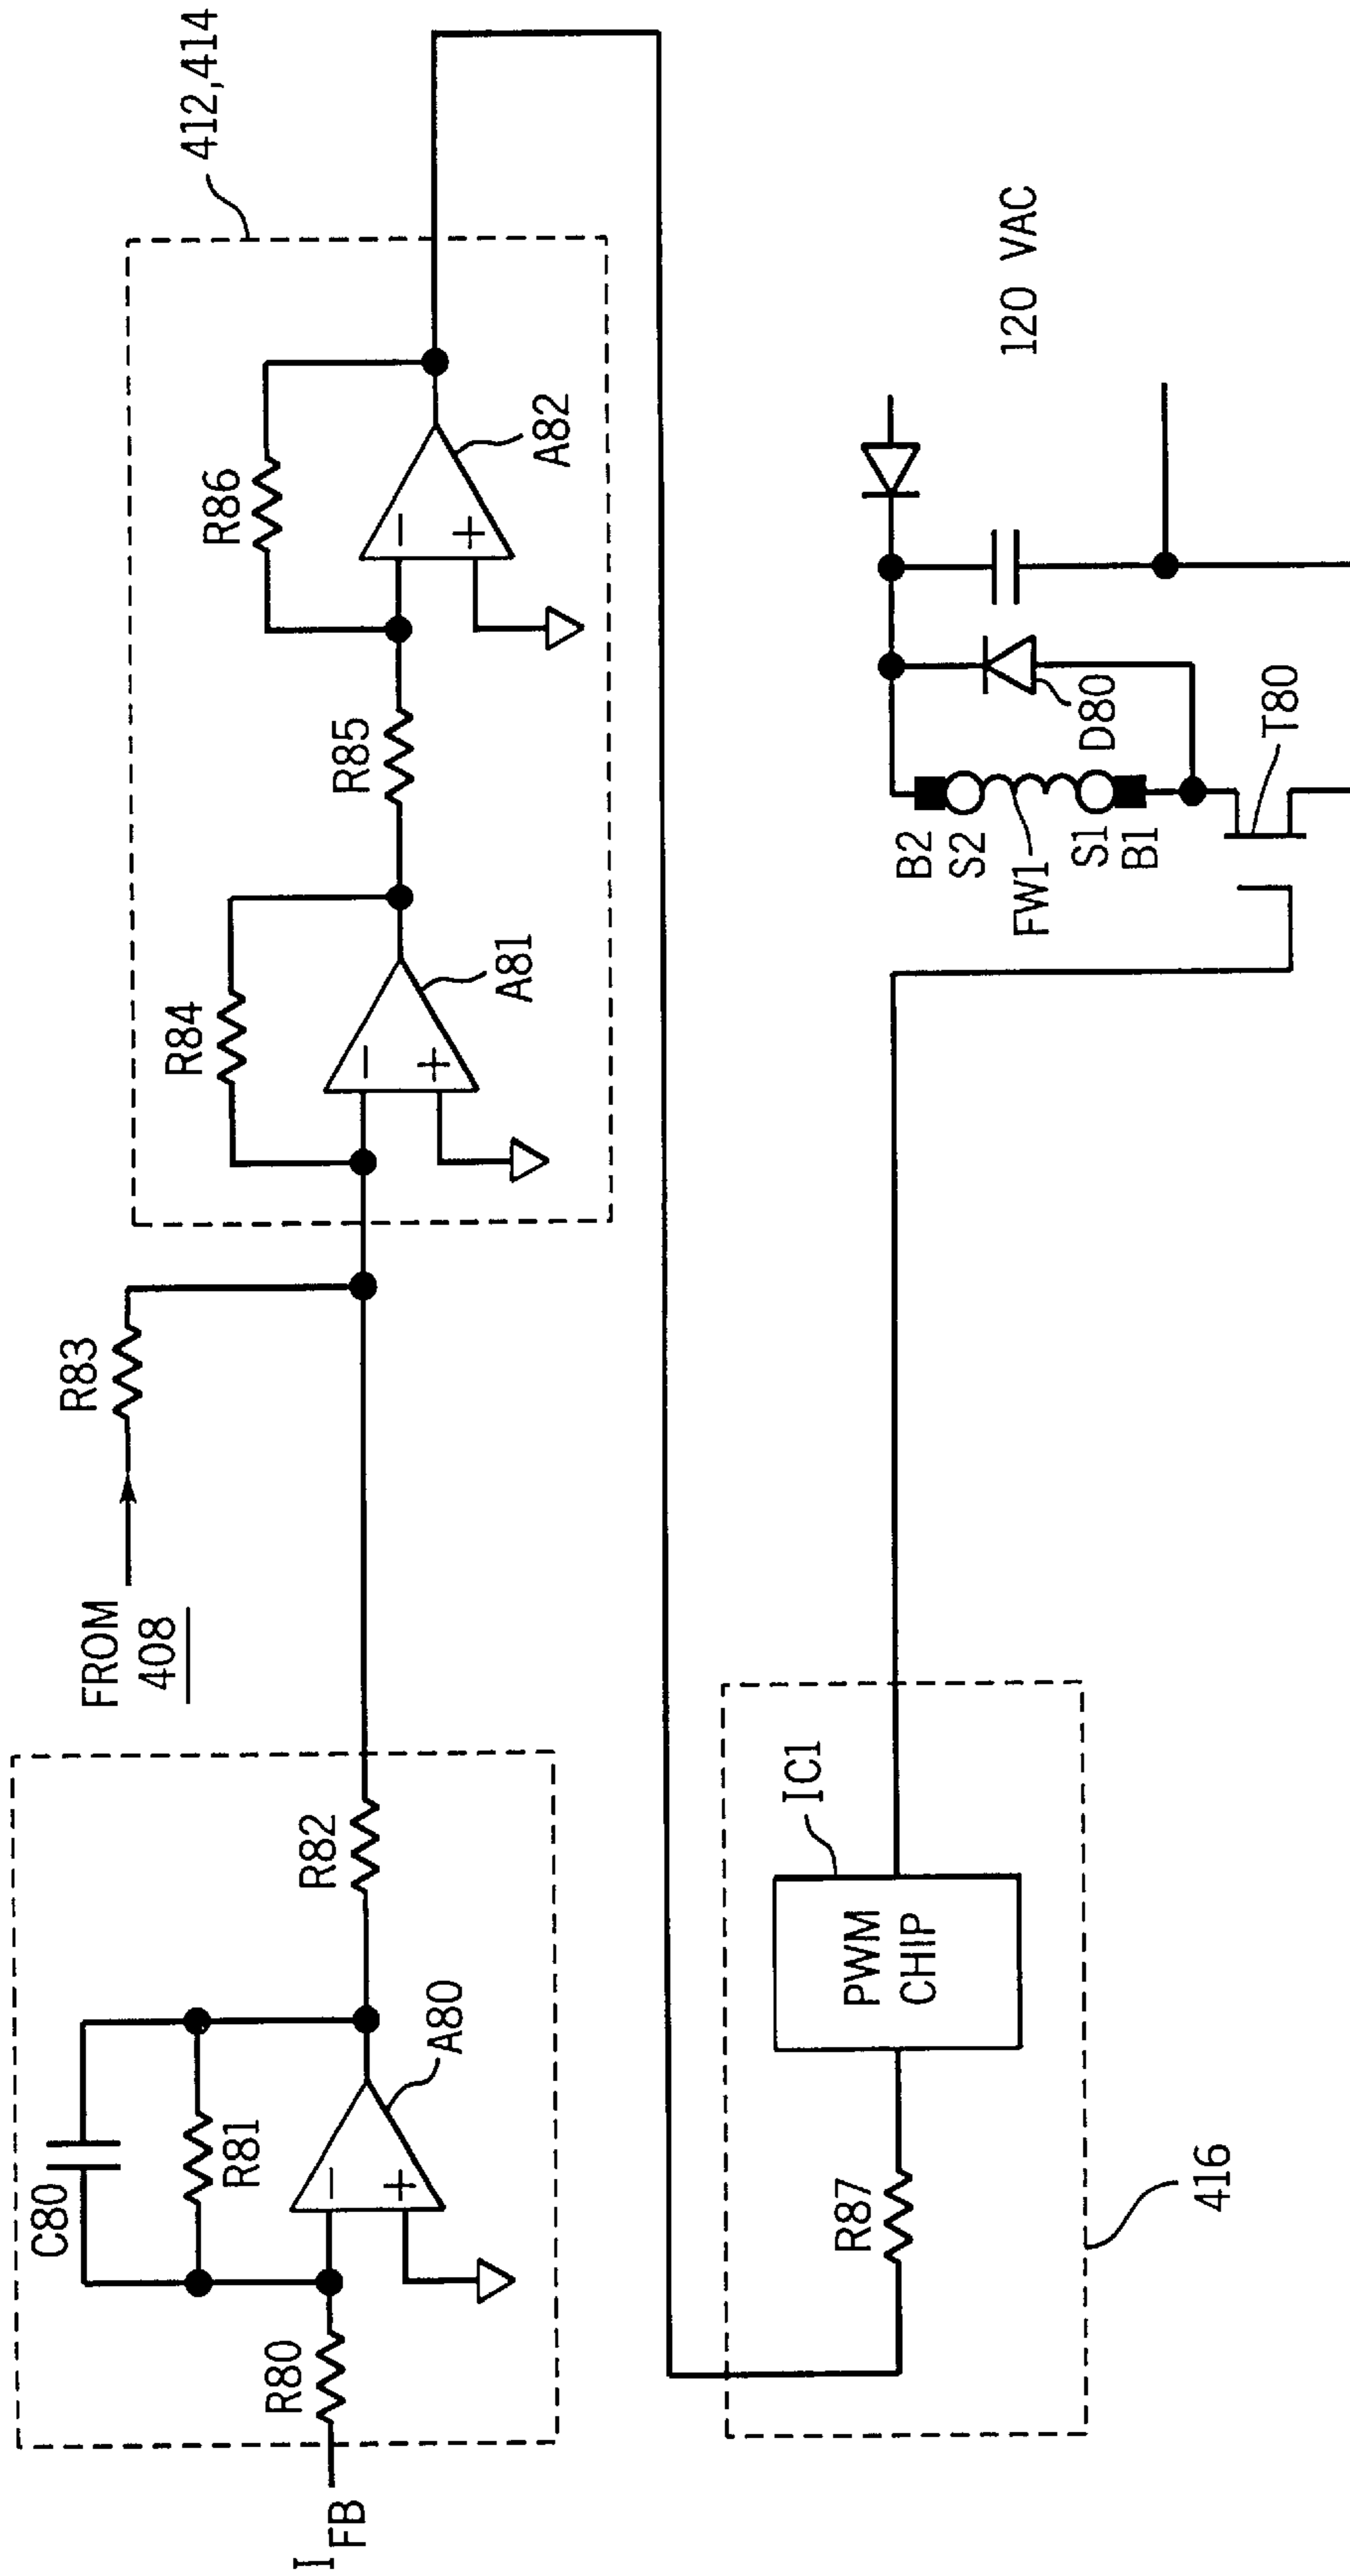 412,414
R86
A82
R85
R84
A81
R83
FROM
408
R82
C80
R81
A80
R80
I
FB
120 VAC
D80
T80
B2
S2
FW1
S1
B1
IC1
PWM
CHIP
R87
416